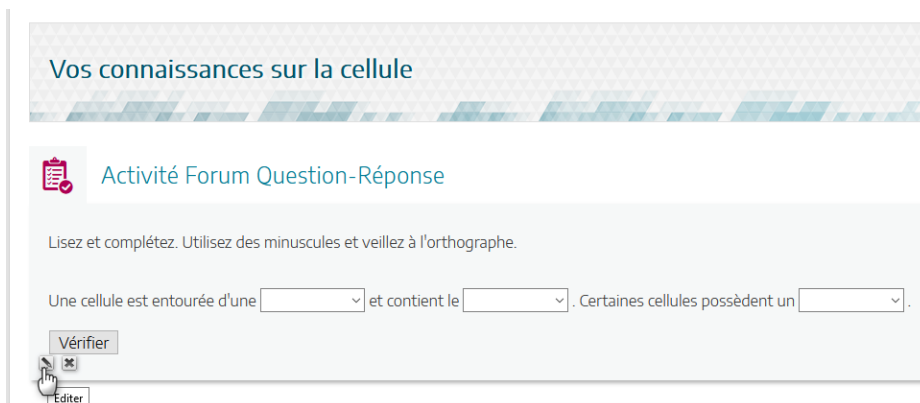 Vos connaissances sur la cellule
Activité Forum Question-Réponse
Lisez et complétez. Utilisez des minuscules et veillez à l'orthographe.
Une cellule est entourée d'une et contient le . Certaines cellules possèdent un .
Vérifier
Editer